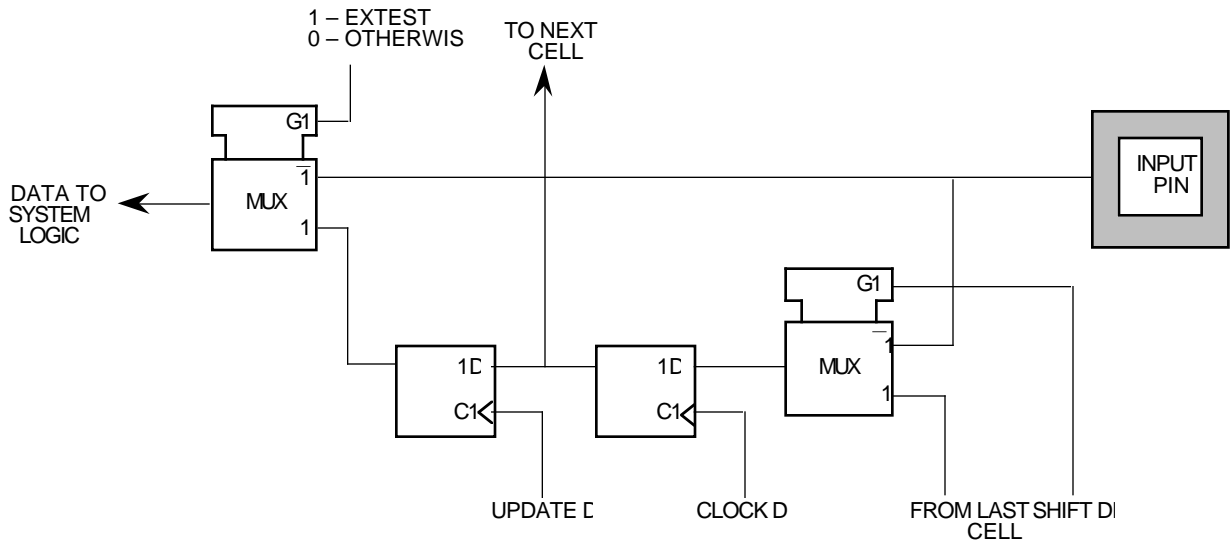 1 – EXTEST
0 – OTHERWIS
TO NEXT
CELL
G1
1
MUX
1
DATA TO
SYSTEM
LOGIC
INPUT
PIN
G1
1
MUX
1
1D
C1
1D
C1
UPDATE D
CLOCK D
FROM LAST
CELL
SHIFT D